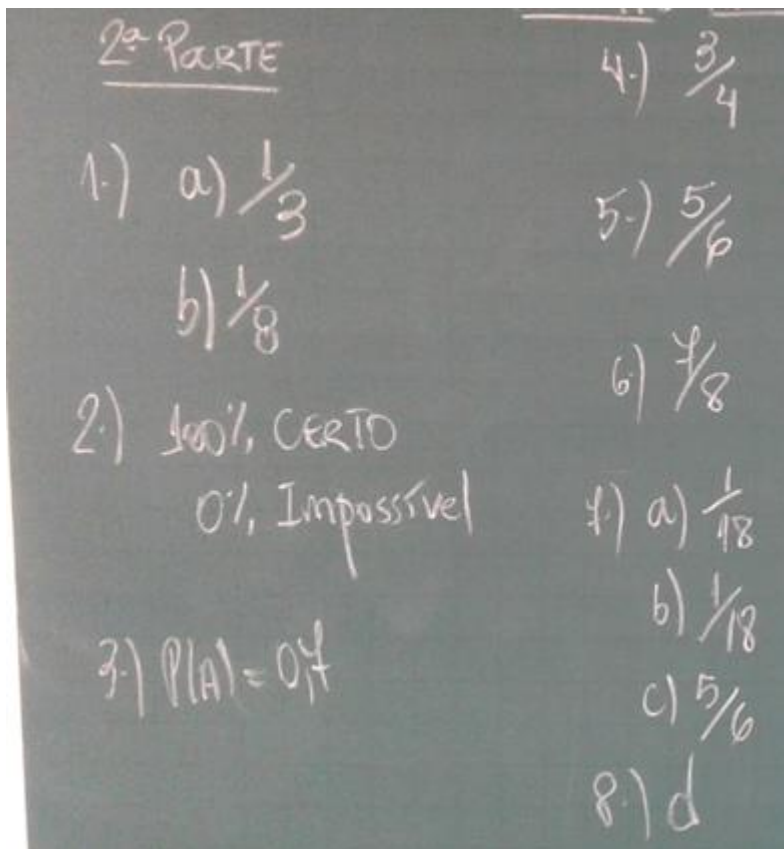 2ª PARTE
1.) a) 1/3
b) 1/8
2.) 100% CERTO
0% Impossível
3.) P(A) = 0,7
4.) 3/4
5.) 5/6
6) 7/8
7.) a) 1/18
b) 1/18
c) 5/6
8.) d